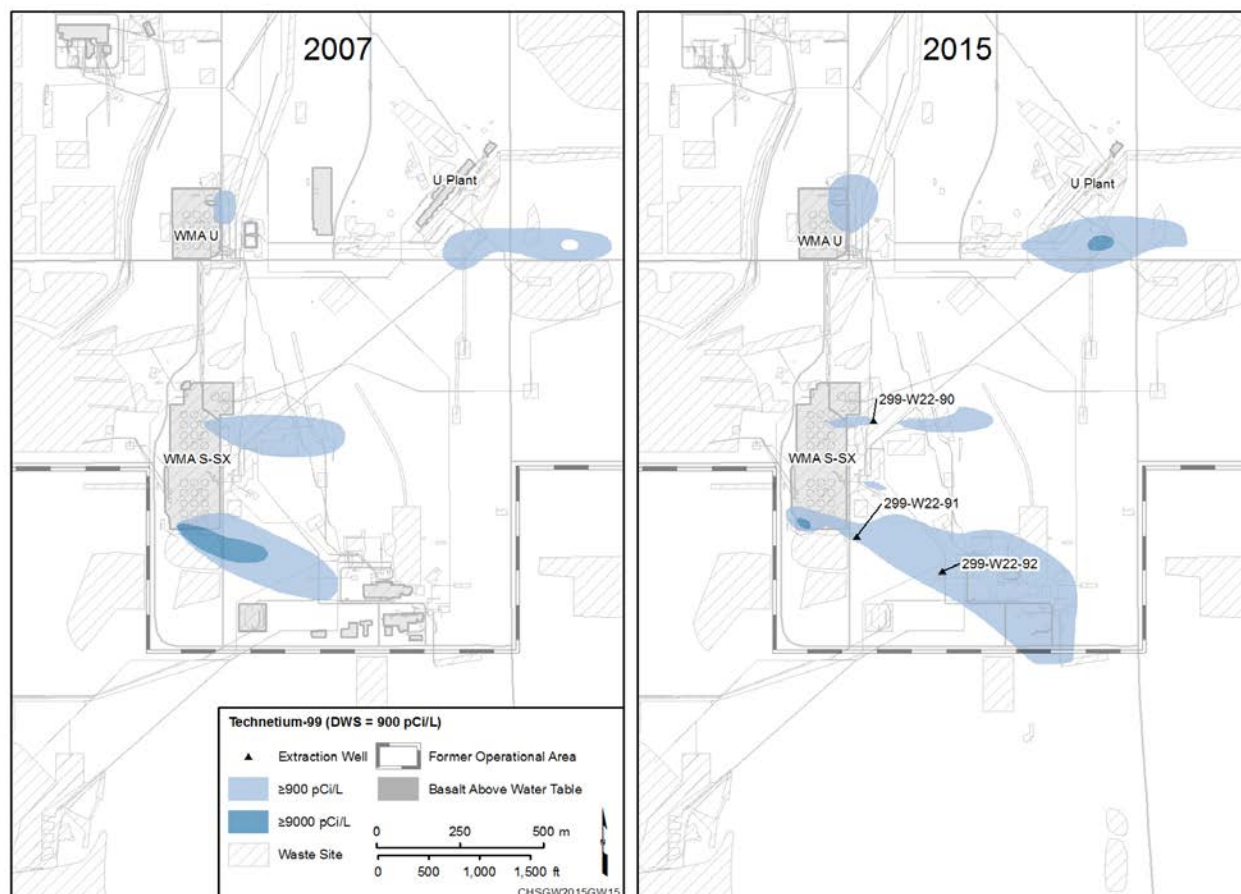 2007
U Plant
WMA U
WMA S-SX
Technetium-99 (DWS = 900 pCi/L)
Extraction Well
Former Operational Area
≥900 pCi/L
Basalt Above Water Table
≥9000 pCi/L
0 250 500 m
Waste Site
0 500 1,000 1,500 ft
CHSGW2015GW15
2015
U Plant
WMA U
299-W22-90
WMA S-SX
299-W22-91
299-W22-92